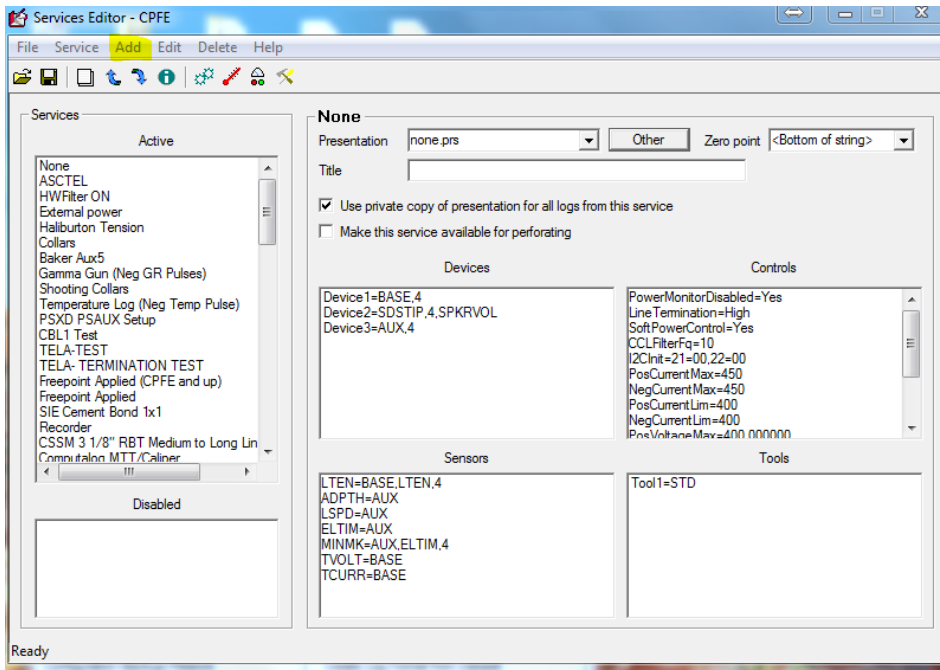 Services Editor - CPFE
File Service Add Edit Delete Help
Services
Active
None
ASCTEL
HWFilter ON
External power
Haliburton Tension
Collars
Baker Aux5
Gamma Gun (Neg GR Pulses)
Shooting Collars
Temperature Log (Neg Temp Pulse)
PSXD PSAUX Setup
CBL1 Test
TELA-TEST
TELA- TERMINATION TEST
Freepoint Applied (CPFE and up)
Freepoint Applied
SIE Cement Bond 1x1
Recorder
CSSM 3 1/8" RBT Medium to Long Lin
Computalog MTT/Caliper
Disabled
None
Presentation none.prs Other Zero point <Bottom of string>
Title
Use private copy of presentation for all logs from this service
Make this service available for perforating
Devices
Device1=BASE,4
Device2=SDSTIP,4,SPKRVOL
Device3=AUX,4
Controls
PowerMonitorDisabled=Yes
LineTermination=High
SoftPowerControl=Yes
CCLFilterFq=10
I2CInit=21=00,22=00
PosCurrentMax=450
NegCurrentMax=450
PosCurrentLim=400
NegCurrentLim=400
PosVoltageMax=400.000000
Sensors
LTEN=BASE,LTEN,4
ADPTH=AUX
LSPD=AUX
ELTIM=AUX
MINMK=AUX,ELTIM,4
TVOLT=BASE
TCURR=BASE
Tools
Tool1=STD
Ready